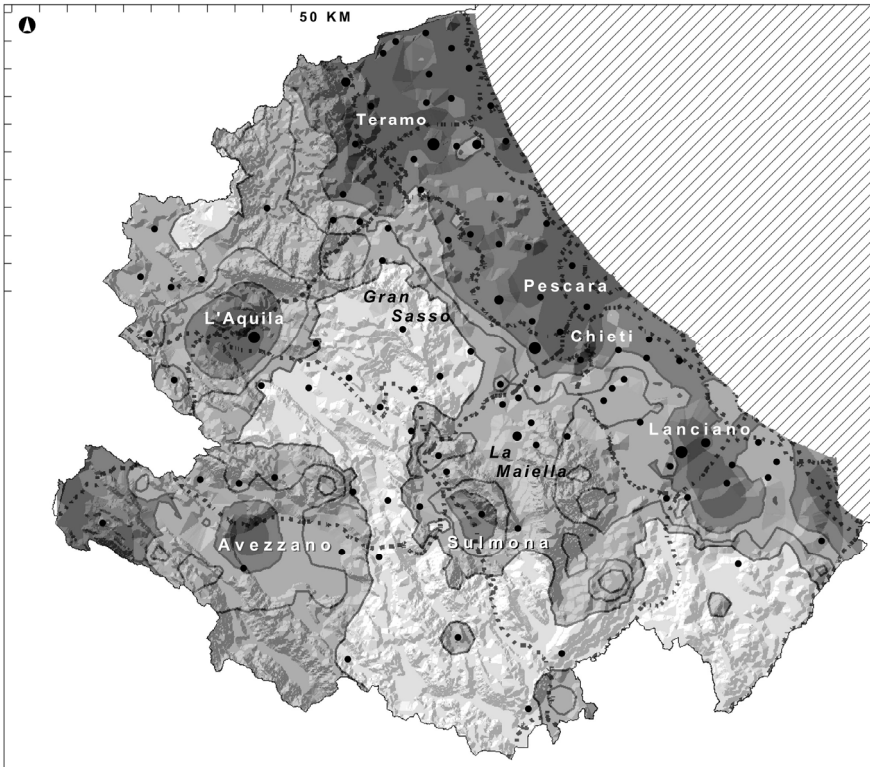 50 KM
Teramo
Pescara
Gran
Sasso
L'Aquila
Chieti
Lanciano
La
Maiella
Avezzano
Sulmona